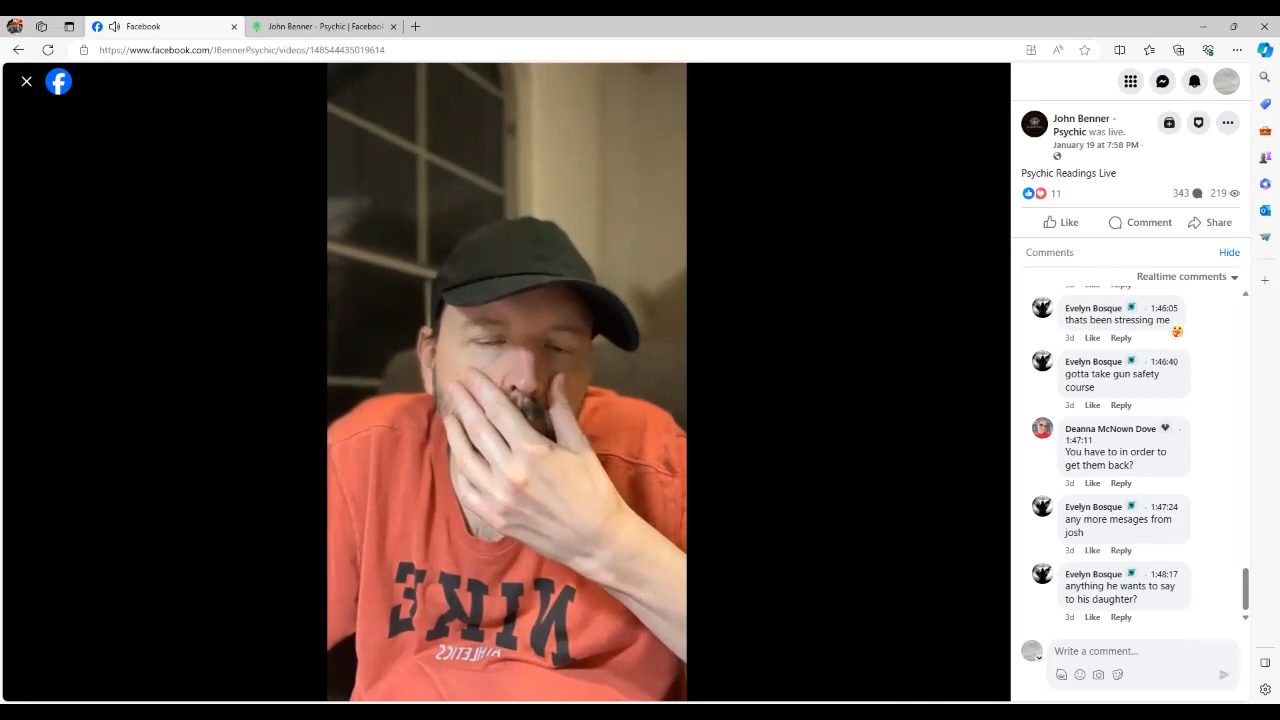 Facebook
John Benner - Psychic | Facebook
https://www.facebook.com/JBennerPsychic/videos/148544435019614
John Benner -
Psychic was live.
January 19 at 7:58 PM ·
Psychic Readings Live
11
343
219
Like
Comment
Share
Comments
Hide
Realtime comments
3d Like Reply
Evelyn Bosque · 1:46:05
thats been stressing me
3d Like Reply
Evelyn Bosque · 1:46:40
gotta take gun safety
course
3d Like Reply
Deanna McNown Dove ·
1:47:11
You have to in order to
get them back?
3d Like Reply
Evelyn Bosque · 1:47:24
any more mesages from
josh
3d Like Reply
Evelyn Bosque · 1:48:17
anything he wants to say
to his daughter?
3d Like Reply
Write a comment...
NIKE
ATHLETICS